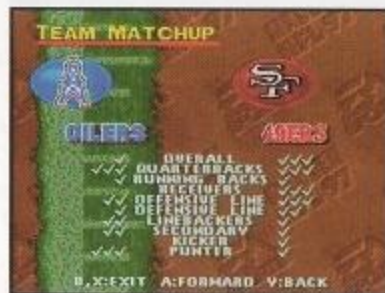 TEAM MATCHUP
SF
OILERS 49ERS
OVERALL
QUARTERBACKS
RUNNING BACKS
RECEIVERS
OFFENSIVE LINE
DEFENSIVE LINE
LINEBACKERS
SECONDARY
KICKER
PUNTER
B,X:EXIT A:FORWARD Y:BACK